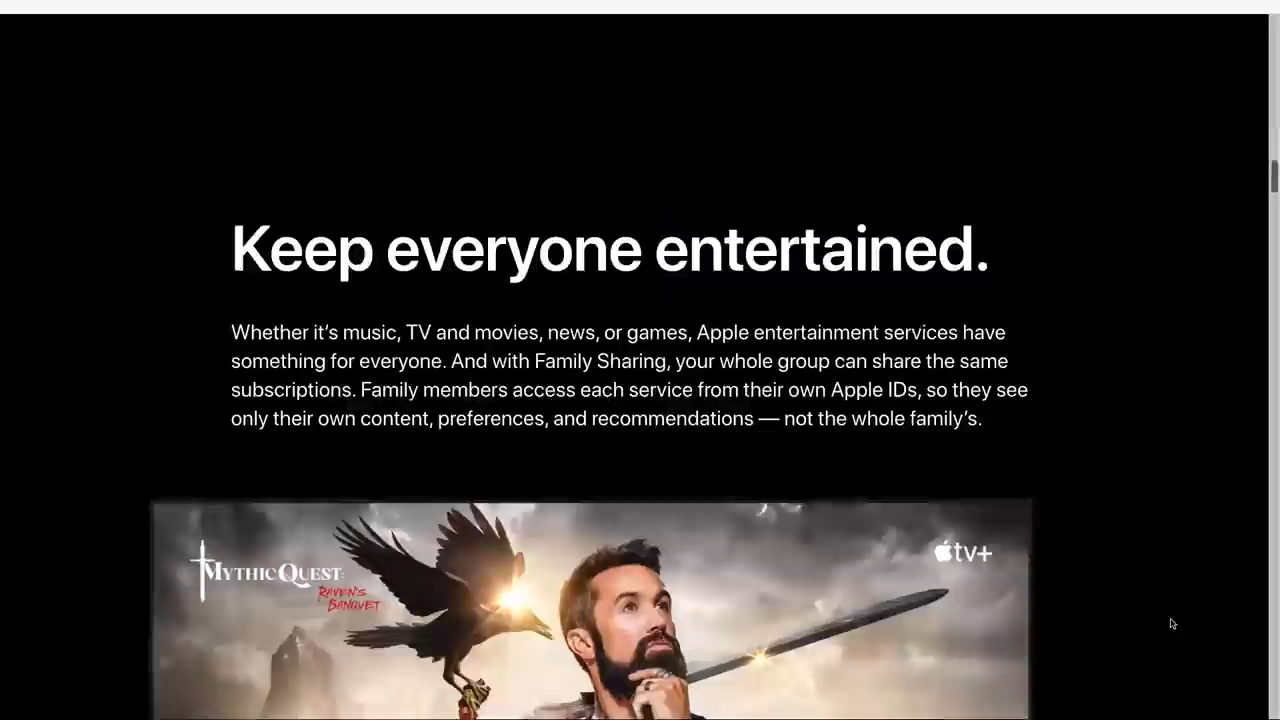 Keep everyone entertained.
Whether it’s music, TV and movies, news, or games, Apple entertainment services have
something for everyone. And with Family Sharing, your whole group can share the same
subscriptions. Family members access each service from their own Apple IDs, so they see
only their own content, preferences, and recommendations — not the whole family’s.
MYTHIC QUEST:
RAVEN'S
BANQUET
tv+